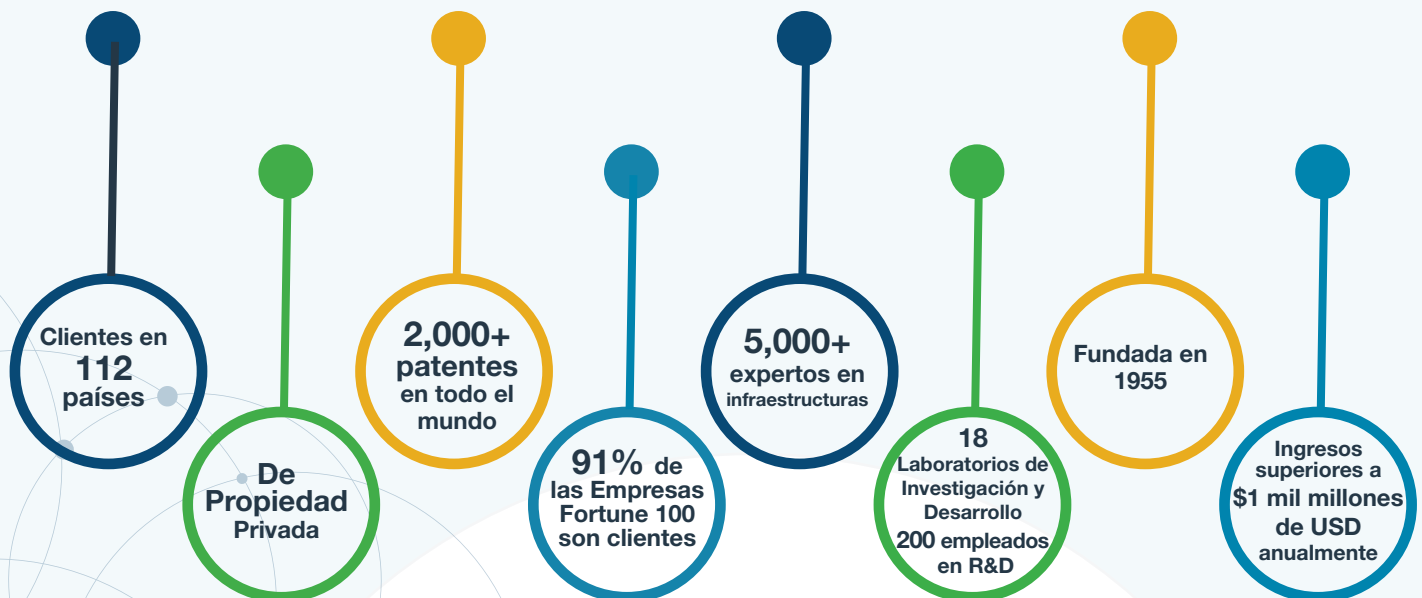 Clientes en
112
países
De
Propiedad
Privada
2,000+
patentes
en todo el
mundo
91% de
las Empresas
Fortune 100
son clientes
5,000+
expertos en
infraestructuras
18
Laboratorios de
Investigación y
Desarrollo
200 empleados
en R&D
Fundada en
1955
Ingresos
superiores a
$1 mil millones
de USD
anualmente